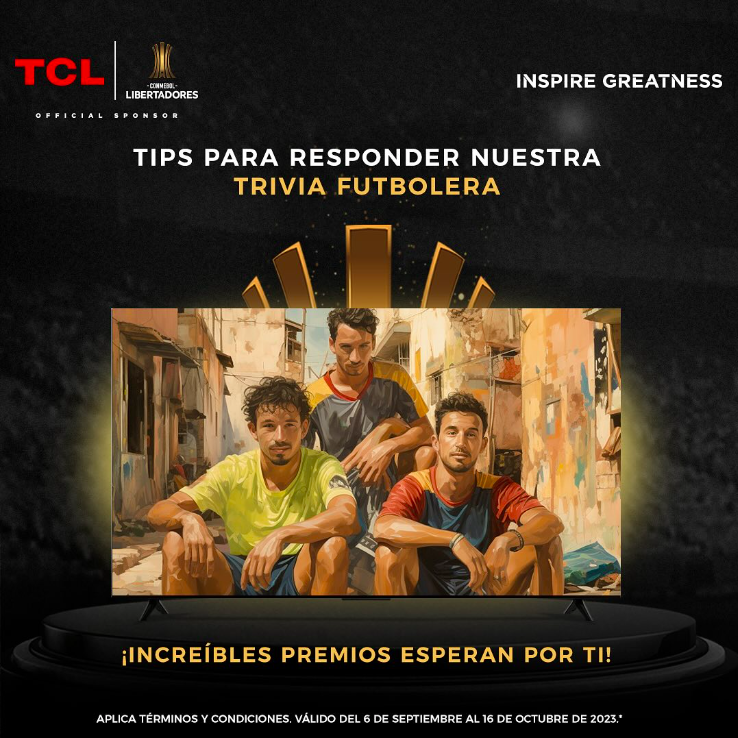 TCL
-CONMEBOL-
LIBERTADORES
OFFICIAL SPONSOR
INSPIRE GREATNESS
TIPS PARA RESPONDER NUESTRA
TRIVIA FUTBOLERA
¡INCREÍBLES PREMIOS ESPERAN POR TI!
APLICA TÉRMINOS Y CONDICIONES. VÁLIDO DEL 6 DE SEPTIEMBRE AL 16 DE OCTUBRE DE 2023.*